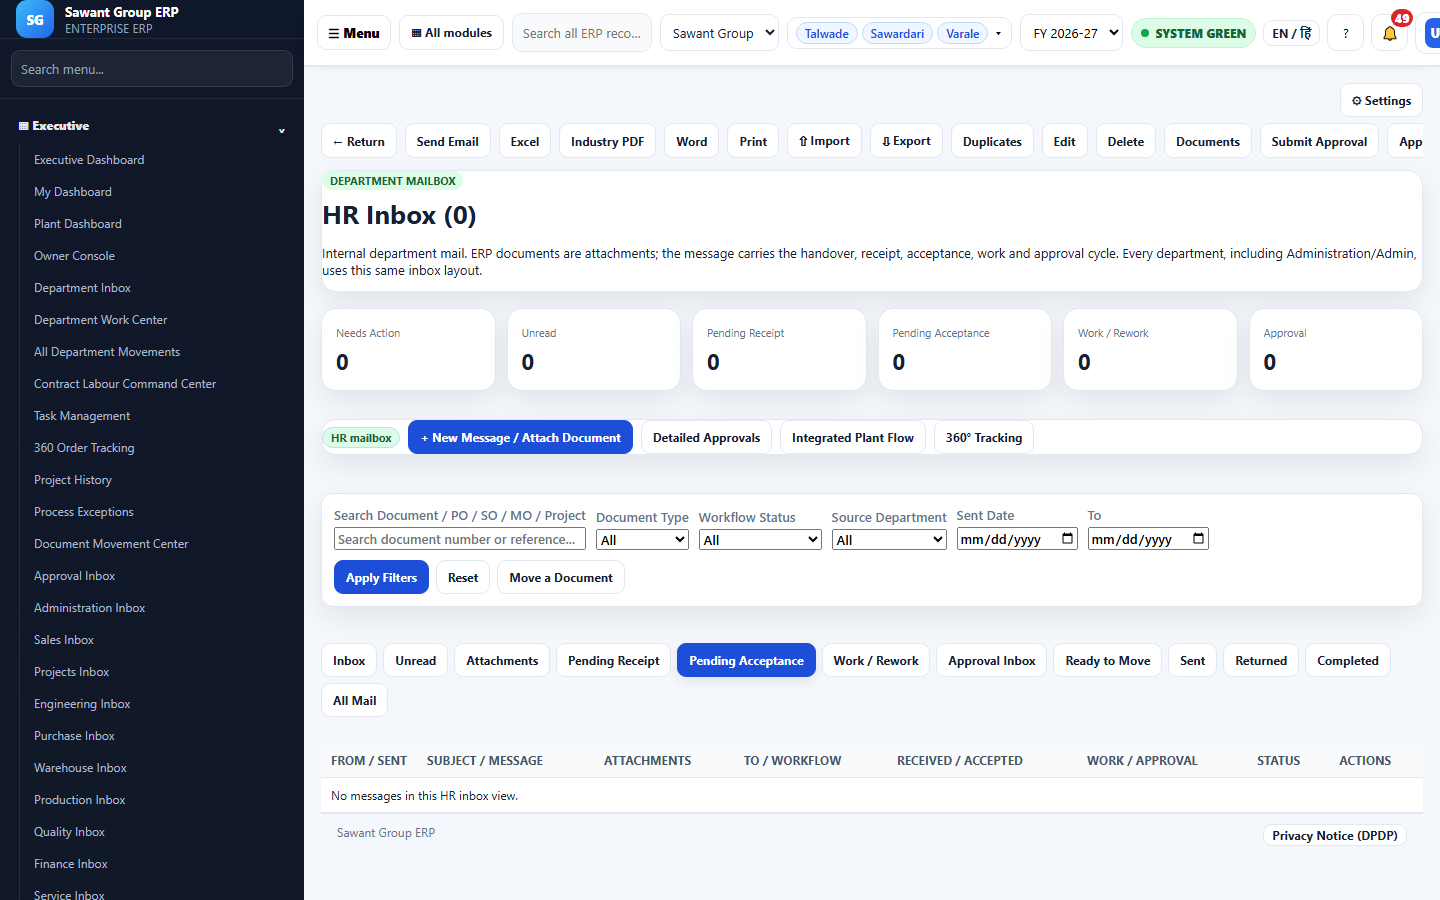 SG
Sawant Group ERP
ENTERPRISE ERP
Search menu...
Executive
Executive Dashboard
My Dashboard
Plant Dashboard
Owner Console
Department Inbox
Department Work Center
All Department Movements
Contract Labour Command Center
Task Management
360 Order Tracking
Project History
Process Exceptions
Document Movement Center
Approval Inbox
Administration Inbox
Sales Inbox
Projects Inbox
Engineering Inbox
Purchase Inbox
Warehouse Inbox
Production Inbox
Quality Inbox
Finance Inbox
Service Inbox
☰ Menu
All modules
Search all ERP reco...
Sawant Group
Talwade Sawardari Varale
FY 2026-27
SYSTEM GREEN
EN / हिं
?
49
U
⚙ Settings
← Return
Send Email
Excel
Industry PDF
Word
Print
⇧ Import
⇩ Export
Duplicates
Edit
Delete
Documents
Submit Approval
App
DEPARTMENT MAILBOX
HR Inbox (0)
Internal department mail. ERP documents are attachments; the message carries the handover, receipt, acceptance, work and approval cycle. Every department, including Administration/Admin,
uses this same inbox layout.
Needs Action
0
Unread
0
Pending Receipt
0
Pending Acceptance
0
Work / Rework
0
Approval
0
HR mailbox
+ New Message / Attach Document
Detailed Approvals
Integrated Plant Flow
360° Tracking
Search Document / PO / SO / MO / Project
Search document number or reference...
Document Type
All
Workflow Status
All
Source Department
All
Sent Date
mm/dd/yyyy
To
mm/dd/yyyy
Apply Filters
Reset
Move a Document
Inbox
Unread
Attachments
Pending Receipt
Pending Acceptance
Work / Rework
Approval Inbox
Ready to Move
Sent
Returned
Completed
All Mail
FROM / SENT
SUBJECT / MESSAGE
ATTACHMENTS
TO / WORKFLOW
RECEIVED / ACCEPTED
WORK / APPROVAL
STATUS
ACTIONS
No messages in this HR inbox view.
Sawant Group ERP
Privacy Notice (DPDP)